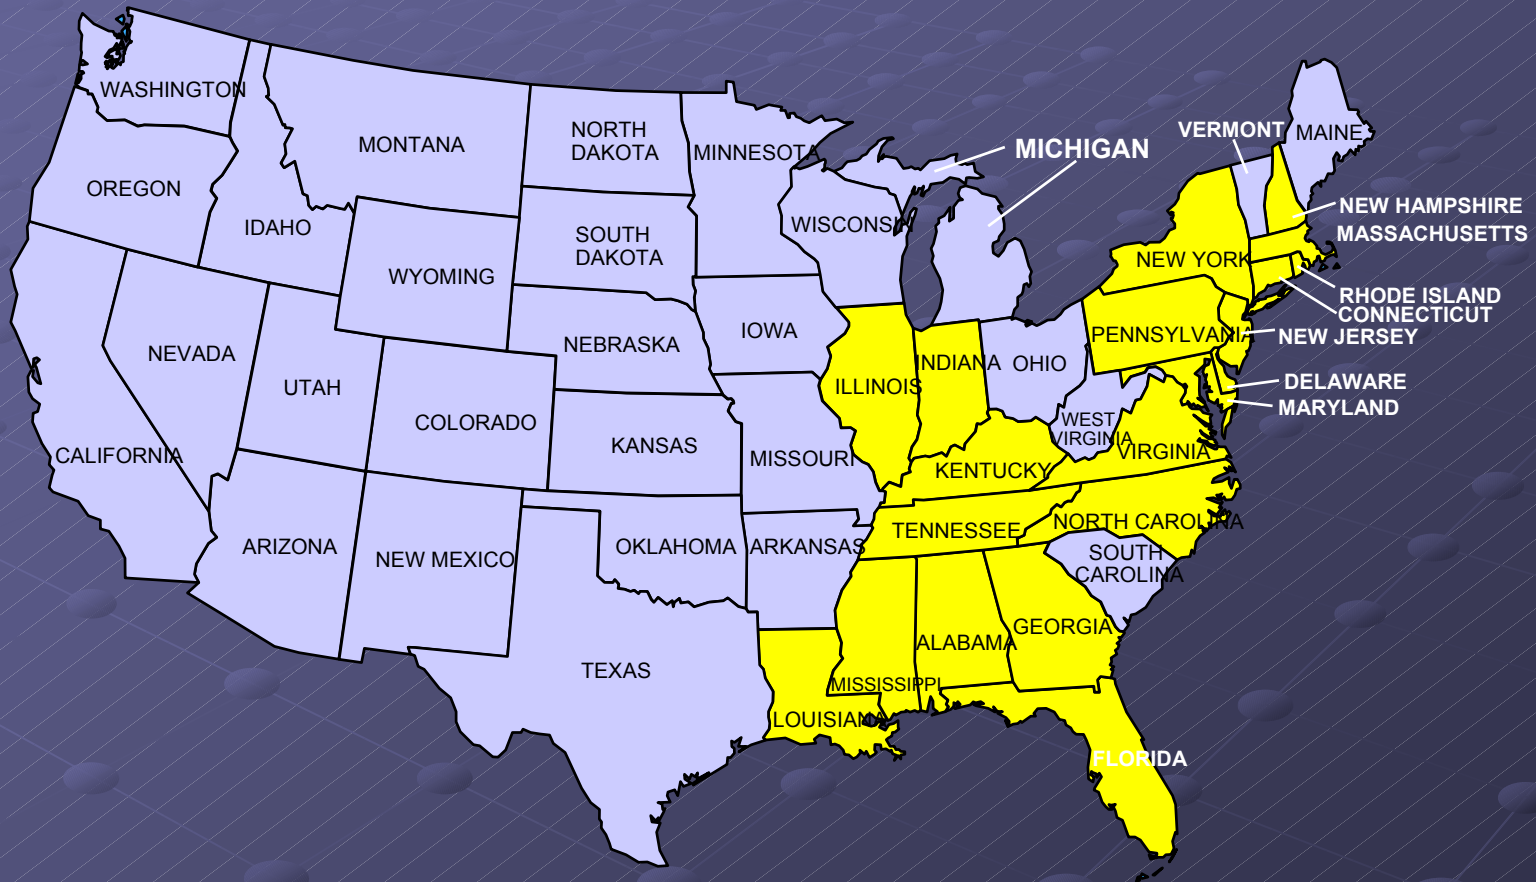 WASHINGTON
MONTANA
NORTH
DAKOTA
MINNESOTA
MICHIGAN
VERMONT
MAINE
OREGON
IDAHO
WYOMING
SOUTH
DAKOTA
WISCONSIN
NEW HAMPSHIRE
MASSACHUSETTS
NEW YORK
RHODE ISLAND
CONNECTICUT
NEW JERSEY
PENNSYLVANIA
IOWA
NEBRASKA
NEVADA
UTAH
COLORADO
ILLINOIS
INDIANA
OHIO
DELAWARE
MARYLAND
WEST
VIRGINIA
VIRGINIA
CALIFORNIA
KANSAS
MISSOURI
KENTUCKY
TENNESSEE
NORTH CAROLINA
ARIZONA
NEW MEXICO
OKLAHOMA
ARKANSAS
SOUTH
CAROLINA
GEORGIA
ALABAMA
MISSISSIPPI
TEXAS
LOUISIANA
FLORIDA